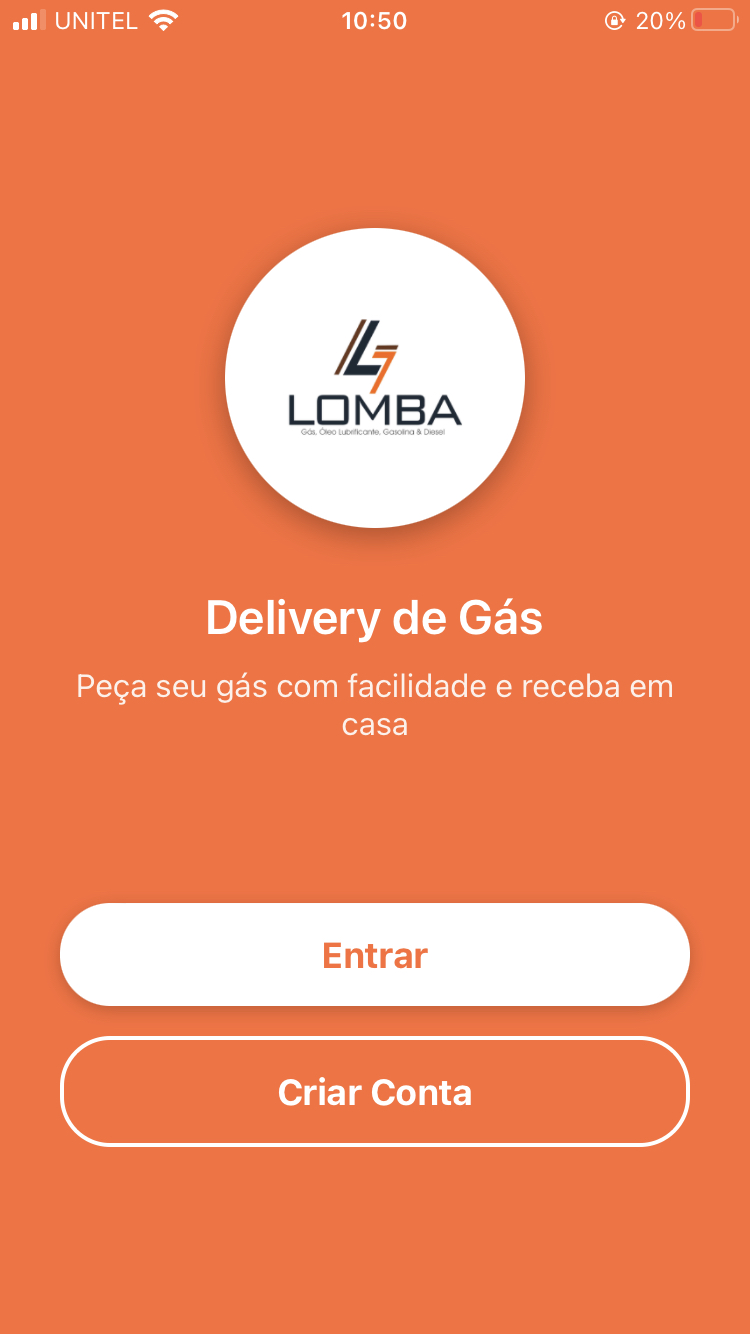 UNITEL 10:50 20%
LOMBA
Gás, Óleo Lubrificante, Gasolina & Diesel
Delivery de Gás
Peça seu gás com facilidade e receba em
casa
Entrar
Criar Conta